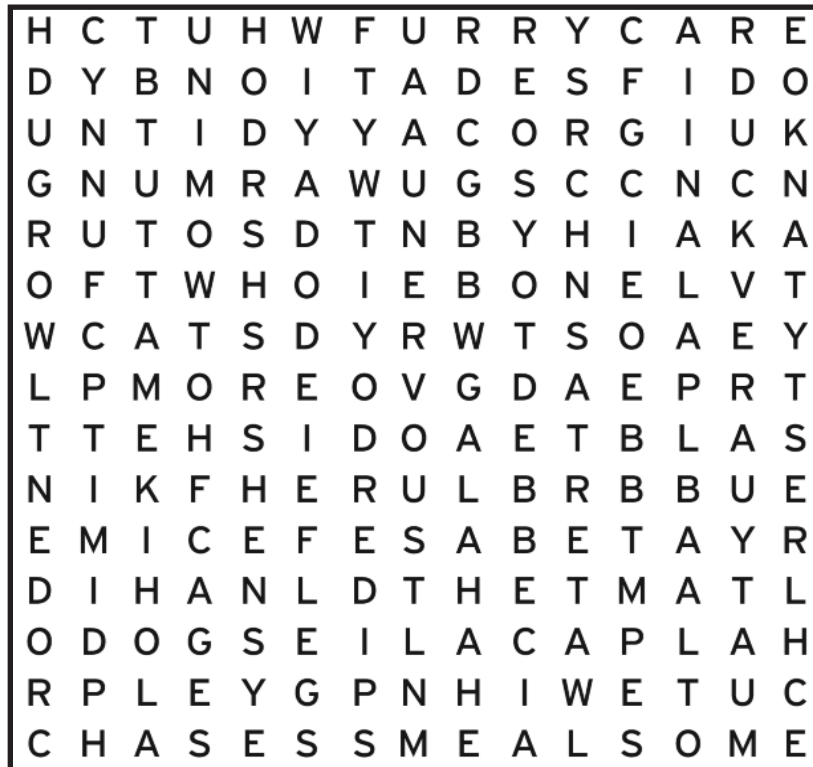 H C T U H W F U R R Y C A R E
D Y B N O I T A D E S F I D O
U N T I D Y Y A C O R G I U K
G N U M R A W U G S C C N C N
R U T O S D T N B Y H I A K A
O F T W H O I E B O N E L V T
W C A T S D Y R W T S O A E Y
L P M O R E O V G D A E P R T
T T E H S I D O A E T B L A S
N I K F H E R U L B R B B U E
E M I C E F E S A B E T A Y R
D I H A N L D T H E T M A T L
O D O G S E I L A C A P L A H
R P L E Y G P N H I W E T U C
C H A S E S S M E A L S O M E